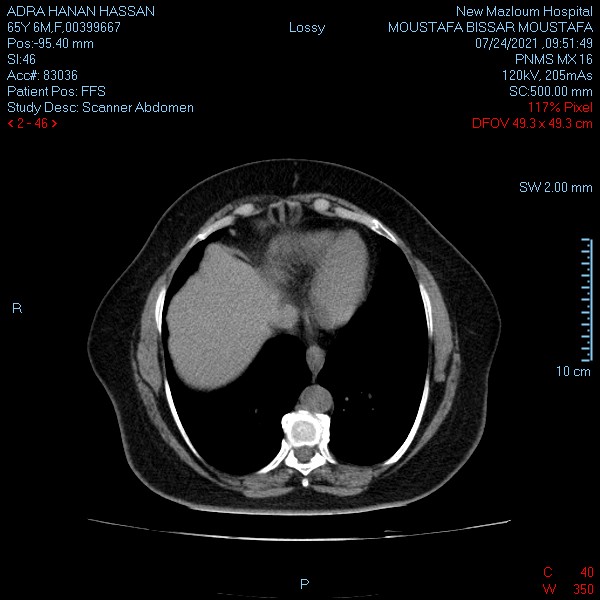 ADRA HANAN HASSAN
65Y 6M,F,00399667
Pos:-95.40 mm
SI:46
Acc#: 83036
Patient Pos: FFS
Study Desc: Scanner Abdomen
< 2 - 46 >
Lossy
New Mazloum Hospital
MOUSTAFA BISSAR MOUSTAFA
07/24/2021 ,09:51:49
PNMS MX 16
120kV, 205mAs
SC:500.00 mm
117% Pixel
DFOV 49.3 x 49.3 cm
SW 2.00 mm
R
10 cm
P
C 40
W 350